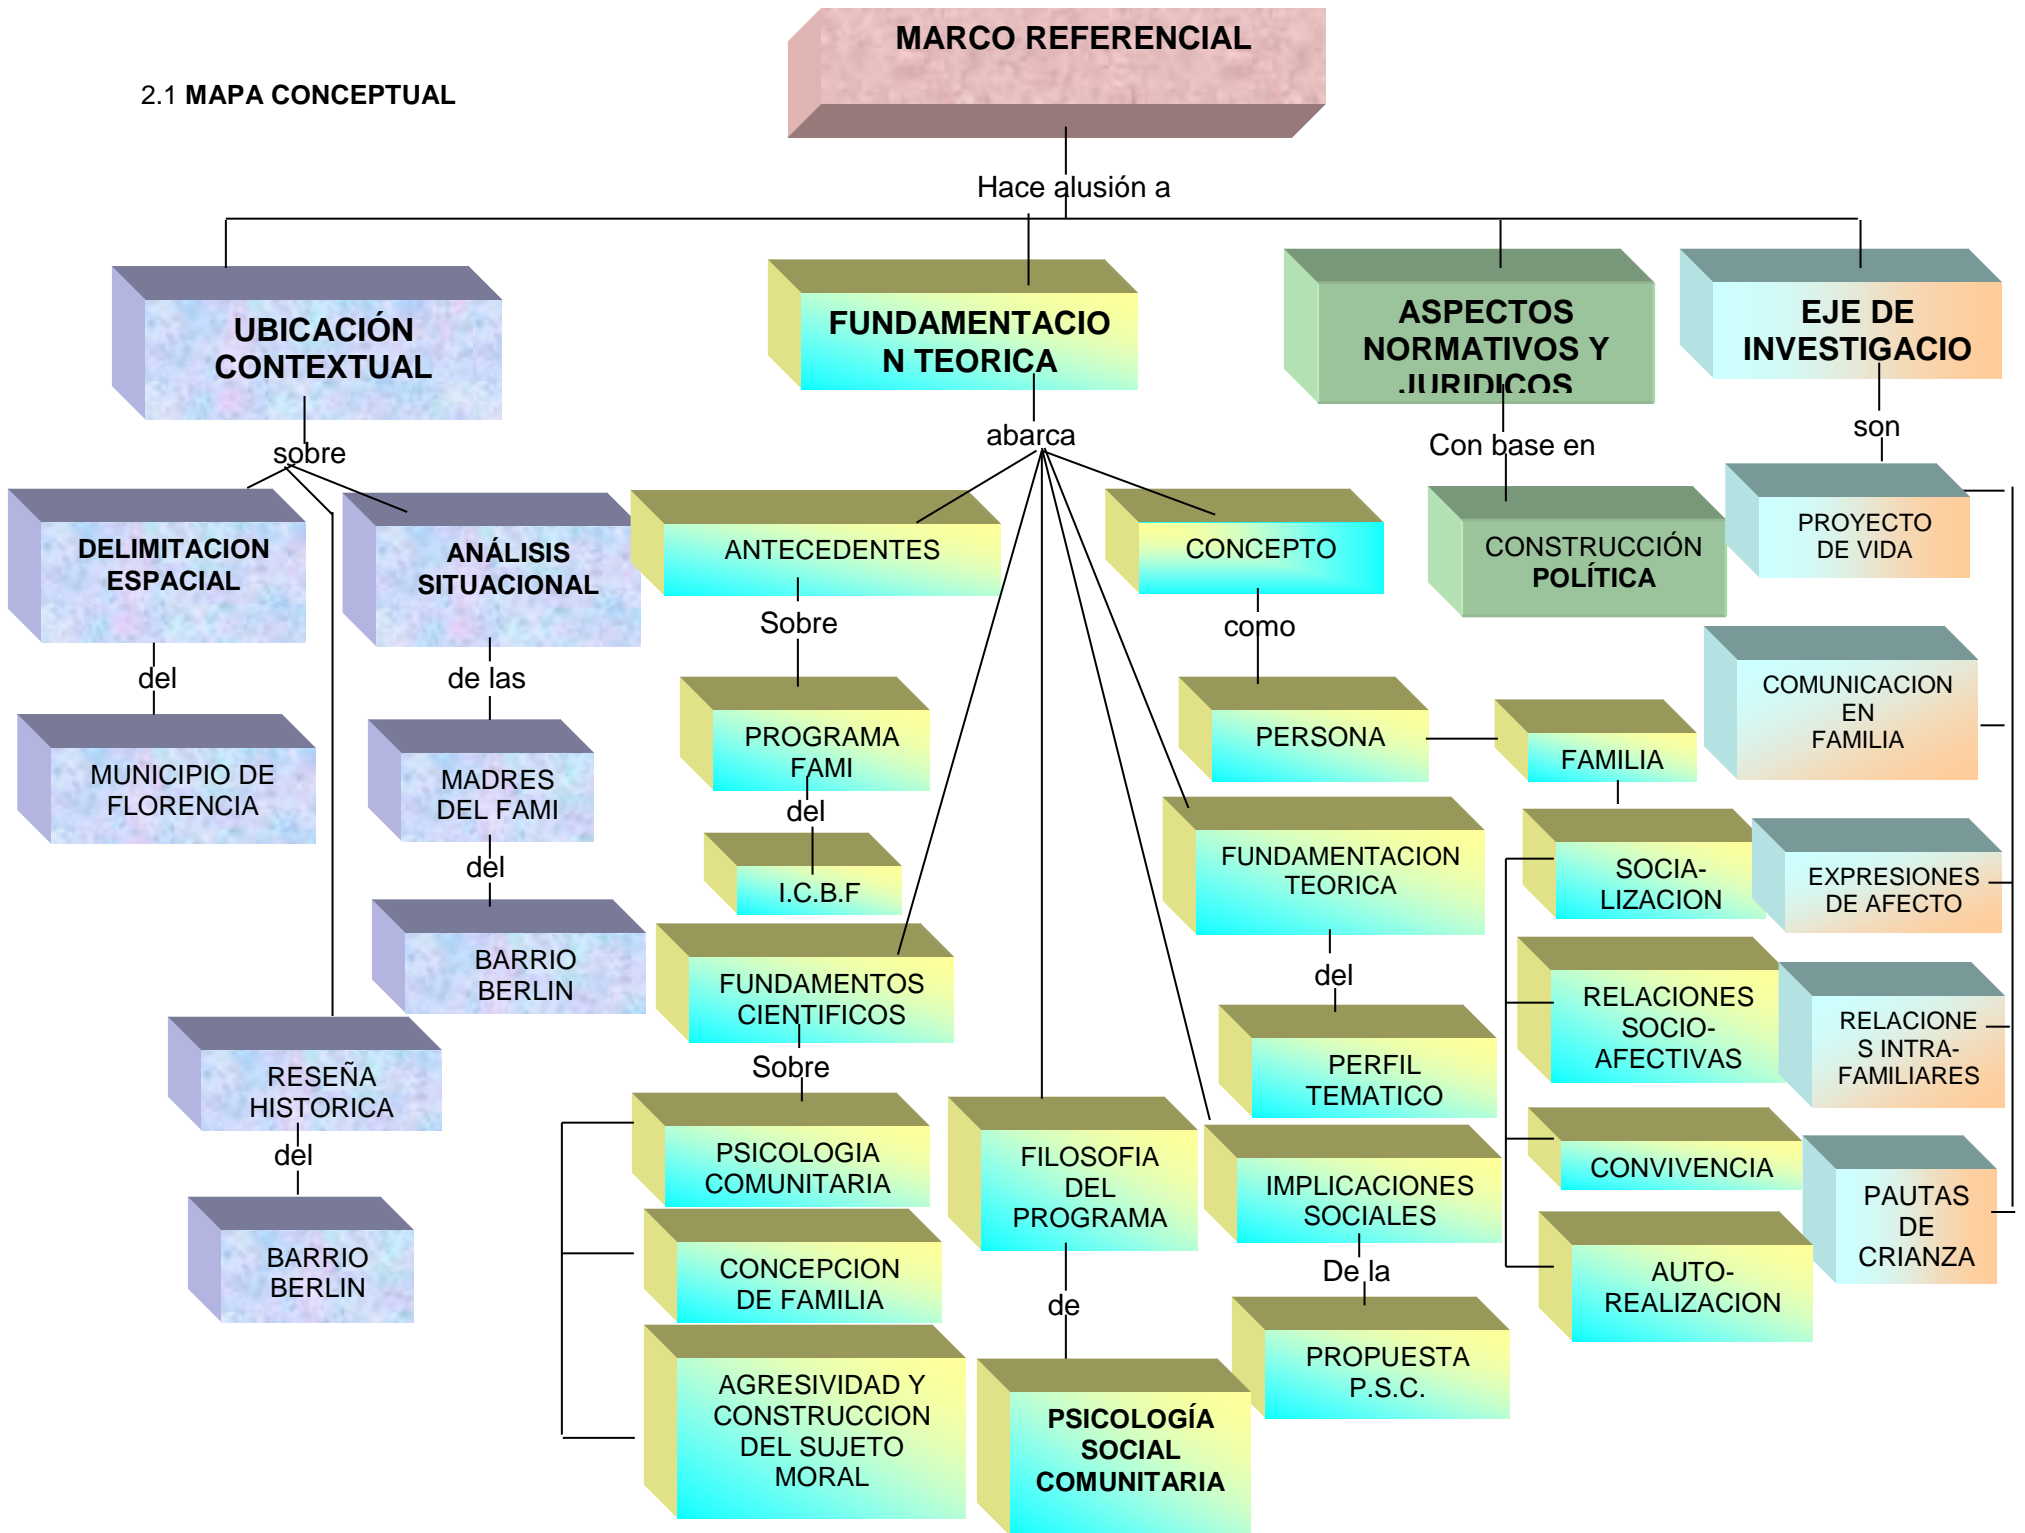 MARCO REFERENCIAL
2.1 MAPA CONCEPTUAL
Hace alusión a
UBICACIÓN
CONTEXTUAL
sobre
DELIMITACION
ESPACIAL
del
MUNICIPIO DE
FLORENCIA
ANÁLISIS
SITUACIONAL
de las
MADRES
DEL FAMI
del
BARRIO
BERLIN
RESEÑA
HISTORICA
del
BARRIO
BERLIN
FUNDAMENTACIO
N TEORICA
abarca
ANTECEDENTES
Sobre
PROGRAMA
FAMI
del
I.C.B.F
FUNDAMENTOS
CIENTIFICOS
Sobre
PSICOLOGIA
COMUNITARIA
CONCEPCION
DE FAMILIA
AGRESIVIDAD Y
CONSTRUCCION
DEL SUJETO
MORAL
FILOSOFIA
DEL
PROGRAMA
de
PSICOLOGÍA
SOCIAL
COMUNITARIA
CONCEPTO
como
PERSONA
FAMILIA
SOCIA-
LIZACION
RELACIONES
SOCIO-
AFECTIVAS
CONVIVENCIA
AUTO-
REALIZACION
FUNDAMENTACION
TEORICA
del
PERFIL
TEMATICO
IMPLICACIONES
SOCIALES
De la
PROPUESTA
P.S.C.
ASPECTOS
NORMATIVOS Y
JURIDICOS
Con base en
CONSTRUCCIÓN
POLÍTICA
EJE DE
INVESTIGACIO
son
PROYECTO
DE VIDA
COMUNICACION
EN
FAMILIA
EXPRESIONES
DE AFECTO
RELACIONE
S INTRA-
FAMILIARES
PAUTAS
DE
CRIANZA